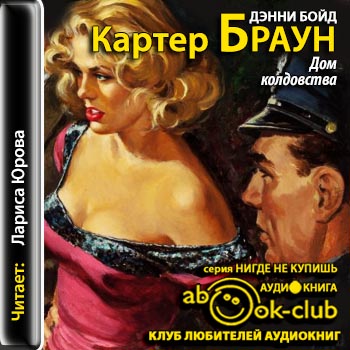 ДЭННИ БОЙД
Картер БРАУН
Дом
колдовства
Читает: Лариса Юрова
серия НИГДЕ НЕ КУПИШЬ
АУДИОКНИГА
abook-club
КЛУБ ЛЮБИТЕЛЕЙ АУДИОКНИГ